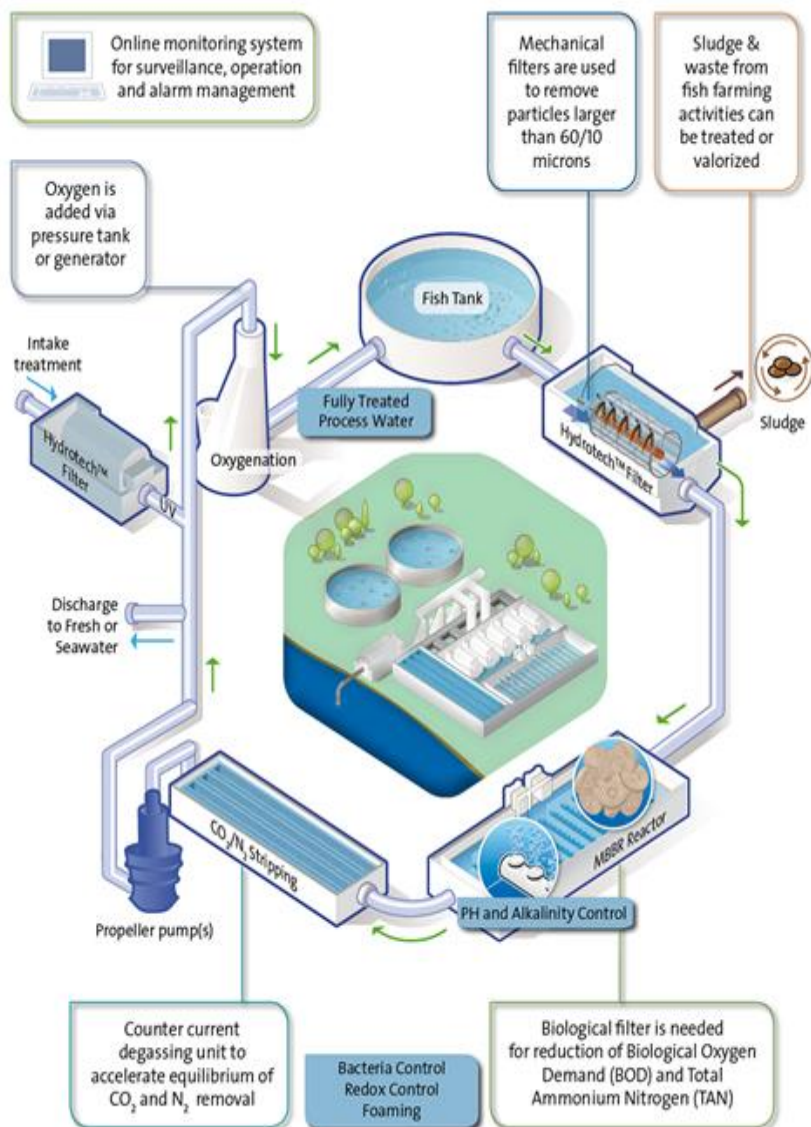 Online monitoring system
for surveillance, operation
and alarm management
Mechanical
filters are used
to remove
particles larger
than 60/10
microns
Sludge &
waste from
fish farming
activities can
be treated or
valorized
Oxygen is
added via
pressure tank
or generator
Fish Tank
Intake
treatment
Fully Treated
Process Water
Sludge
Hydrotech™
Filter
Oxygenation
Hydrotech™ Filter
UV
Discharge
to Fresh or
Seawater
CO₂/N₂ Stripping
MBBR Reactor
PH and Alkalinity Control
Propeller pump(s)
Counter current
degassing unit to
accelerate equilibrium of
CO₂ and N₂ removal
Bacteria Control
Redox Control
Foaming
Biological filter is needed
for reduction of Biological Oxygen
Demand (BOD) and Total
Ammonium Nitrogen (TAN)